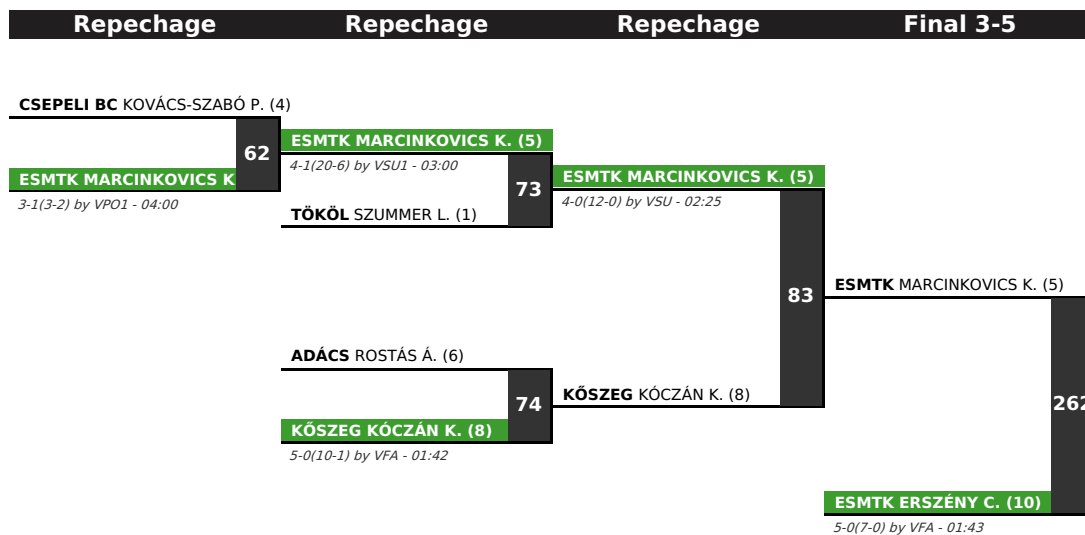 Repechage
Repechage
Repechage
Final 3-5
CSEPELI BC KOVÁCS-SZABÓ P. (4)
62
ESMTK MARCINKOVICS K
3-1(3-2) by VPO1 - 04:00
ESMTK MARCINKOVICS K. (5)
4-1(20-6) by VSU1 - 03:00
73
TÖKÖL SZUMMER L. (1)
ADÁCS ROSTÁS Á. (6)
74
KŐSZEG KÓCZÁN K. (8)
5-0(10-1) by VFA - 01:42
ESMTK MARCINKOVICS K. (5)
4-0(12-0) by VSU - 02:25
83
KŐSZEG KÓCZÁN K. (8)
ESMTK MARCINKOVICS K. (5)
262
ESMTK ERSZÉNY C. (10)
5-0(7-0) by VFA - 01:43